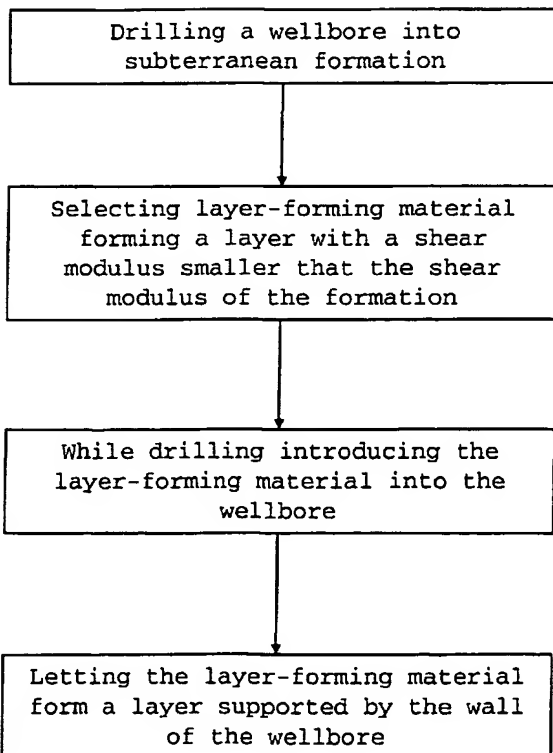 Drilling a wellbore into
subterranean formation
Selecting layer-forming material
forming a layer with a shear
modulus smaller that the shear
modulus of the formation
While drilling introducing the
layer-forming material into the
wellbore
Letting the layer-forming material
form a layer supported by the wall
of the wellbore